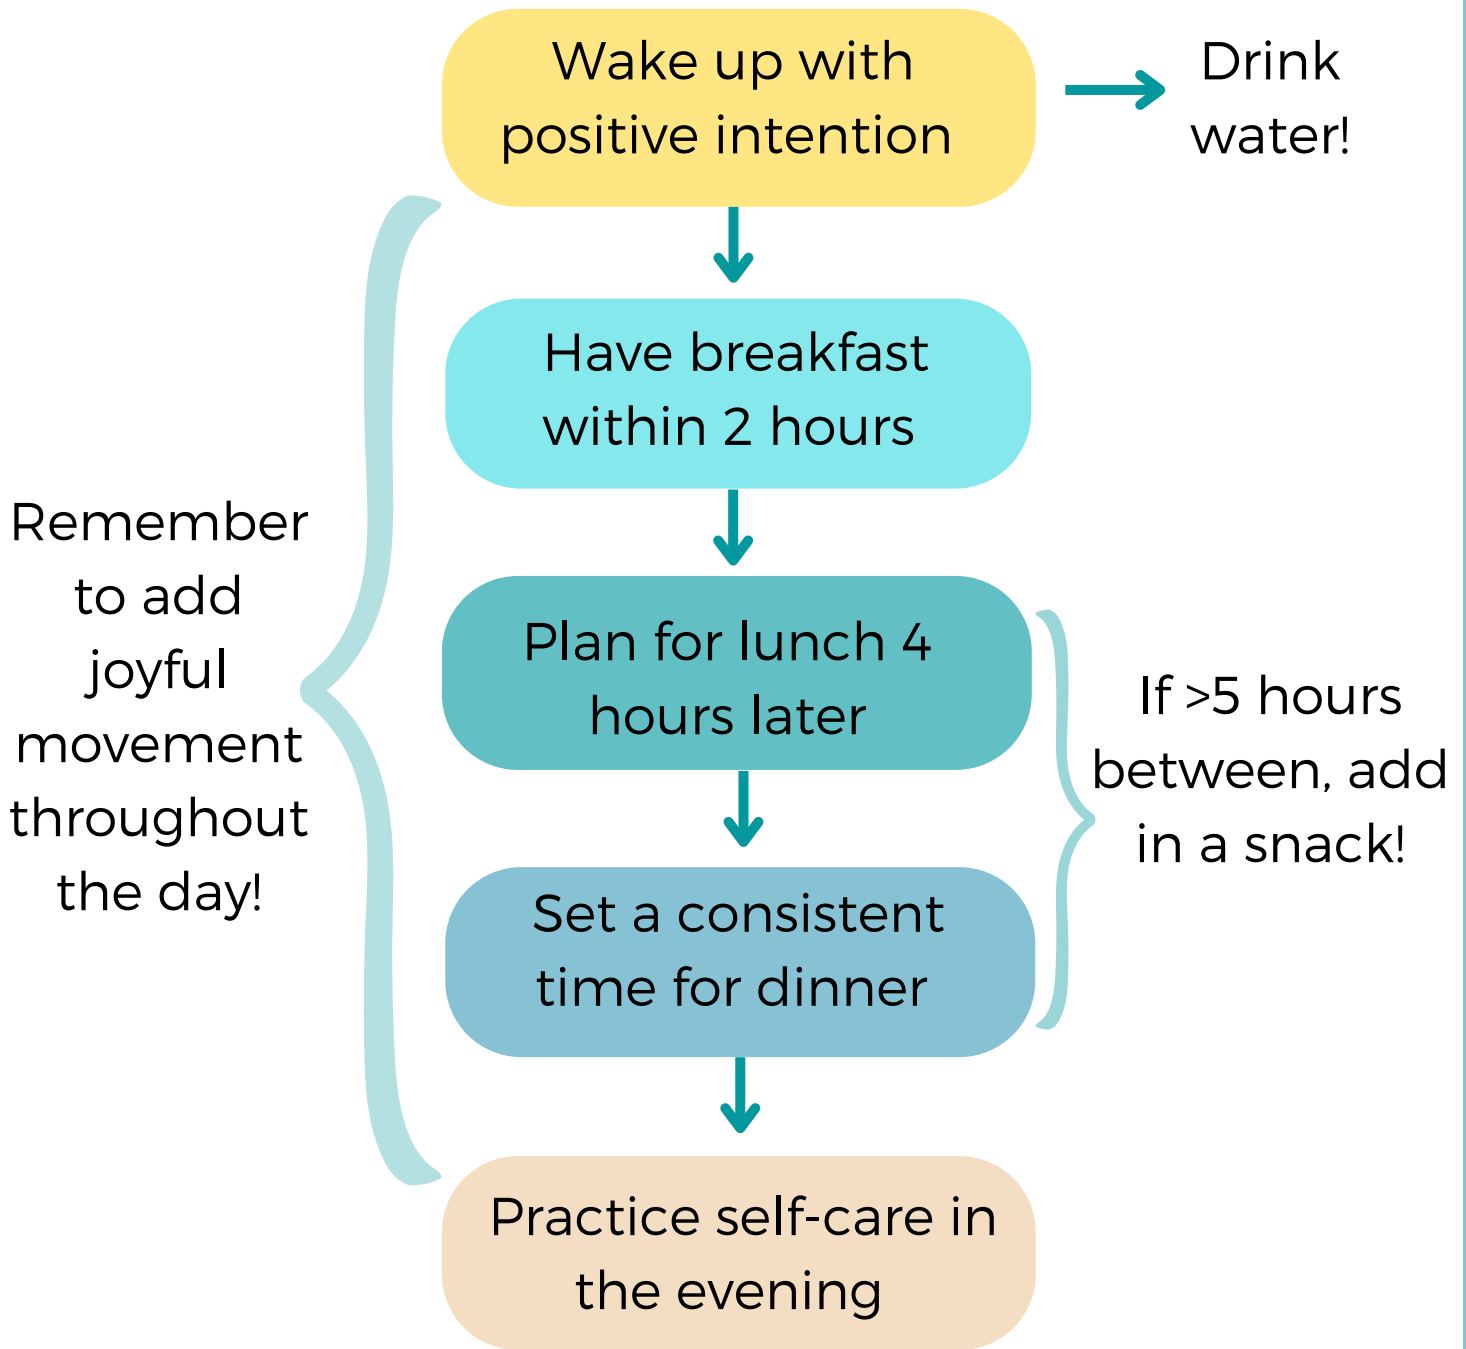 Wake up with
positive intention
Drink
water!
Have breakfast
within 2 hours
Remember
to add
joyful
movement
throughout
the day!
Plan for lunch 4
hours later
If >5 hours
between, add
in a snack!
Set a consistent
time for dinner
Practice self-care in
the evening